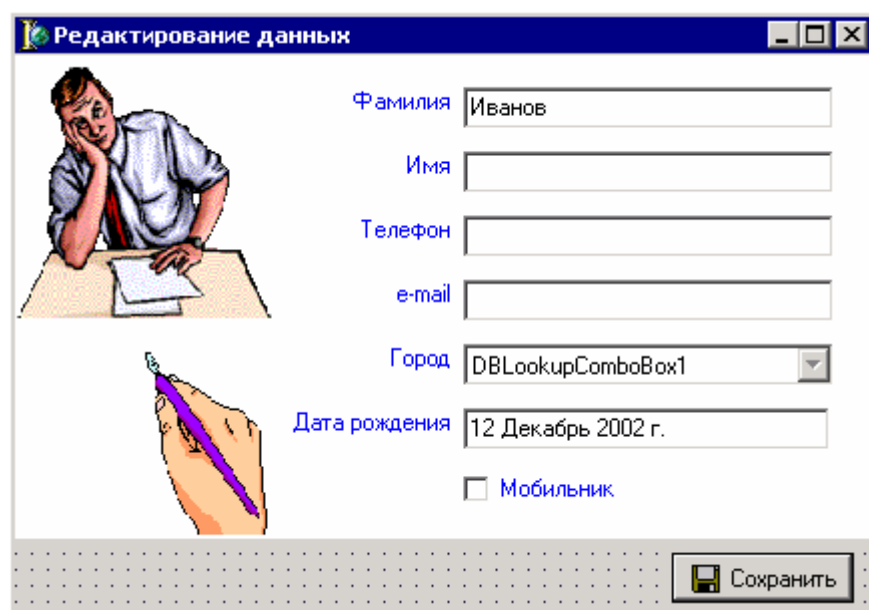 Редактирование данных
Фамилия Иванов
Имя
Телефон
e-mail
Город DBLookupComboBox1
Дата рождения 12 Декабрь 2002 г.
Мобильник
Сохранить